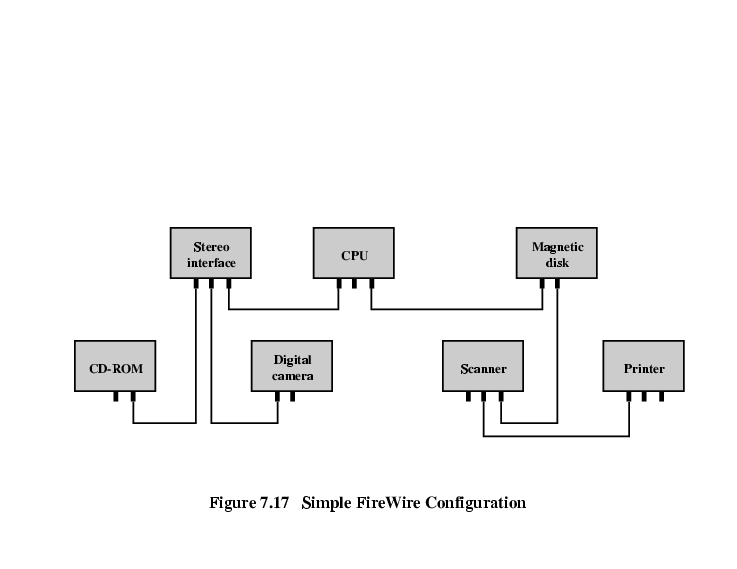 Stereo
interface
CPU
Magnetic
disk
CD-ROM
Digital
camera
Scanner
Printer
Figure 7.17 Simple FireWire Configuration